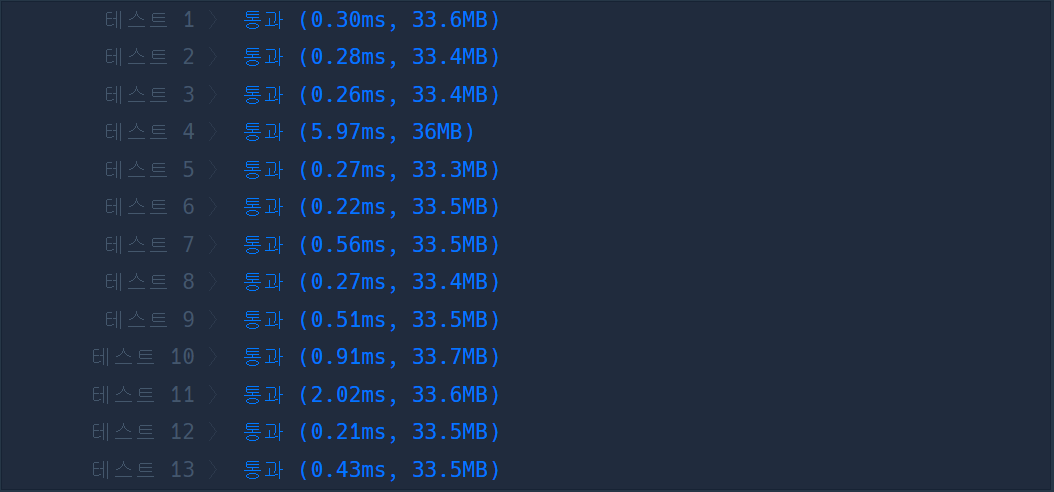 테스트 1 〉 통과 (0.30ms, 33.6MB)
테스트 2 〉 통과 (0.28ms, 33.4MB)
테스트 3 〉 통과 (0.26ms, 33.4MB)
테스트 4 〉 통과 (5.97ms, 36MB)
테스트 5 〉 통과 (0.27ms, 33.3MB)
테스트 6 〉 통과 (0.22ms, 33.5MB)
테스트 7 〉 통과 (0.56ms, 33.5MB)
테스트 8 〉 통과 (0.27ms, 33.4MB)
테스트 9 〉 통과 (0.51ms, 33.5MB)
테스트 10 〉 통과 (0.91ms, 33.7MB)
테스트 11 〉 통과 (2.02ms, 33.6MB)
테스트 12 〉 통과 (0.21ms, 33.5MB)
테스트 13 〉 통과 (0.43ms, 33.5MB)